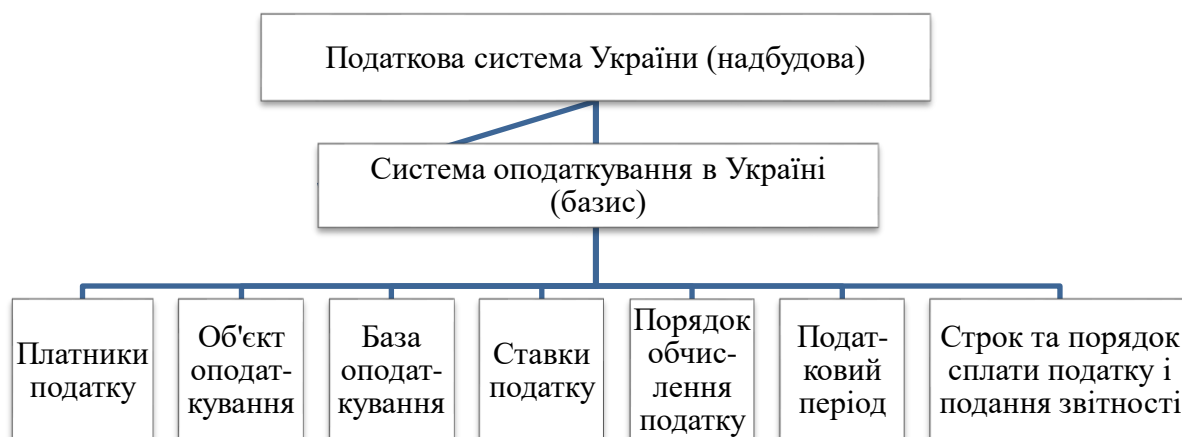 Податкова система України (надбудова)
Система оподаткування в Україні
(базис)
Платники
податку
Об'єкт
оподат-
кування
База
оподат-
кування
Ставки
податку
Порядок
обчис-
лення
податку
Подат-
ковий
період
Строк та порядок
сплати податку і
подання звітності